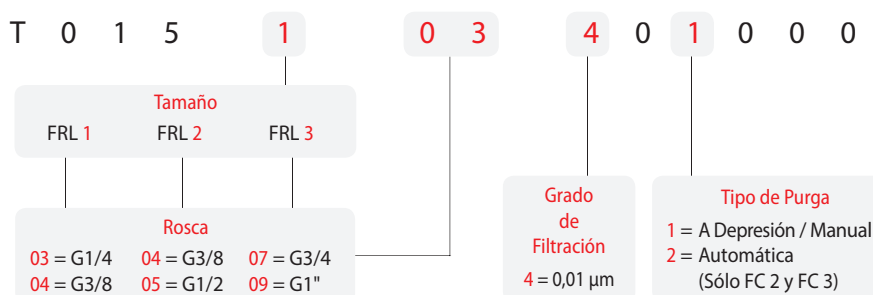 T 0 1 5 1 0 3 4 0 1 0 0 0
Tamaño
FRL 1 FRL 2 FRL 3
Rosca
03 = G1/4 04 = G3/8 07 = G3/4
04 = G3/8 05 = G1/2 09 = G1"
Grado
de
Filtración
4 = 0,01 µm
Tipo de Purga
1 = A Depresión / Manual
2 = Automática
(Sólo FC 2 y FC 3)